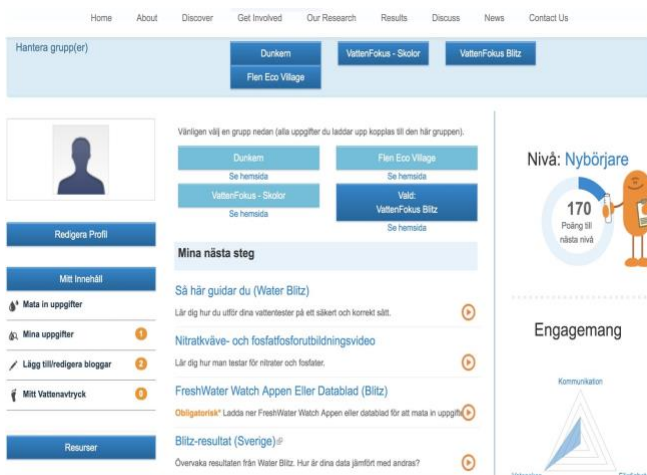 Home About Discover Get Involved Our Research Results Discuss News Contact Us
Hantera grupp(er)
Dunkern VattenFokus - Skolor VattenFokus Blitz
Flen Eco Village
Vänligen välj en grupp nedan (alla uppgifter du laddar upp kopplas till den här gruppen).
Dunkern
Se hemsida
Flen Eco Village
Se hemsida
VattenFokus - Skolor
Se hemsida
Vald:
VattenFokus Blitz
Se hemsida
Redigera Profil
Mitt Innehåll
Mata in uppgifter
Mina uppgifter 1
Lägg till/redigera bloggar 2
Mitt Vattenavtryck 0
Resurser
Mina nästa steg
Så här guidar du (Water Blitz)
Lär dig hur du utför dina vattentester på ett säkert och korrekt sätt.
Nitratkväve- och fosfatfosforutbildningsvideo
Lär dig hur man testar för nitrater och fosfater.
FreshWater Watch Appen Eller Datablad (Blitz)
Obligatorisk* Ladda ner FreshWater Watch Appen eller datablad för att mata in uppgifte
Blitz-resultat (Sverige)
Övervaka resultaten från Water Blitz. Hur är dina data jämfört med andras?
Nivå: Nybörjare
170
Poäng till
nästa nivå
Engagemang
Kommunikation